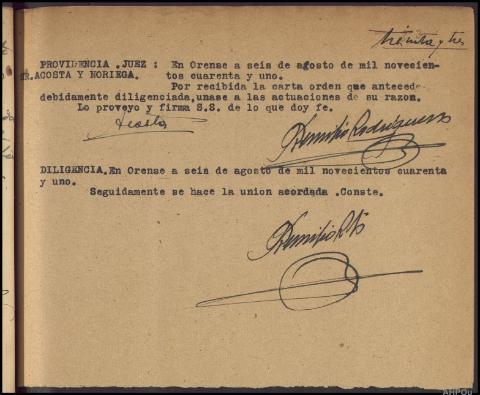 treinta y tres
PROVIDENCIA . JUEZ : En Orense a seis de agosto de mil novecien-
SR.ACOSTA Y NORIEGA. tos cuarenta y uno.
Por recibida la carta orden que antecede
debidamente diligenciada,unase a las actuaciones de su razon.
Lo proveyo y firma S.S. de lo que doy fe.
Acosta
DILIGENCIA.En Orense a seis de agosto de mil novecientos cuarenta
y uno.
Seguidamente se hace la union acordada .Conste.
AHPOu